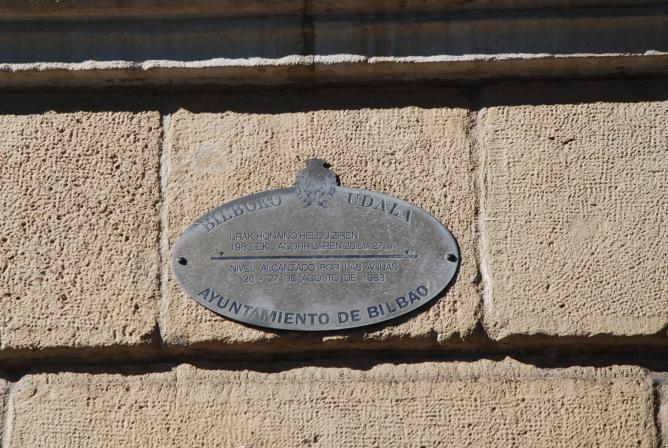 BILBOKO UDALA
URAK HONAINO HELDU ZIREN
1983.EKO AGORRILAREN 26 ETA 27 AN
NIVEL ALCANZADO POR LAS AGUAS
26 - 27 DE AGOSTO DE 1983
AYUNTAMIENTO DE BILBAO